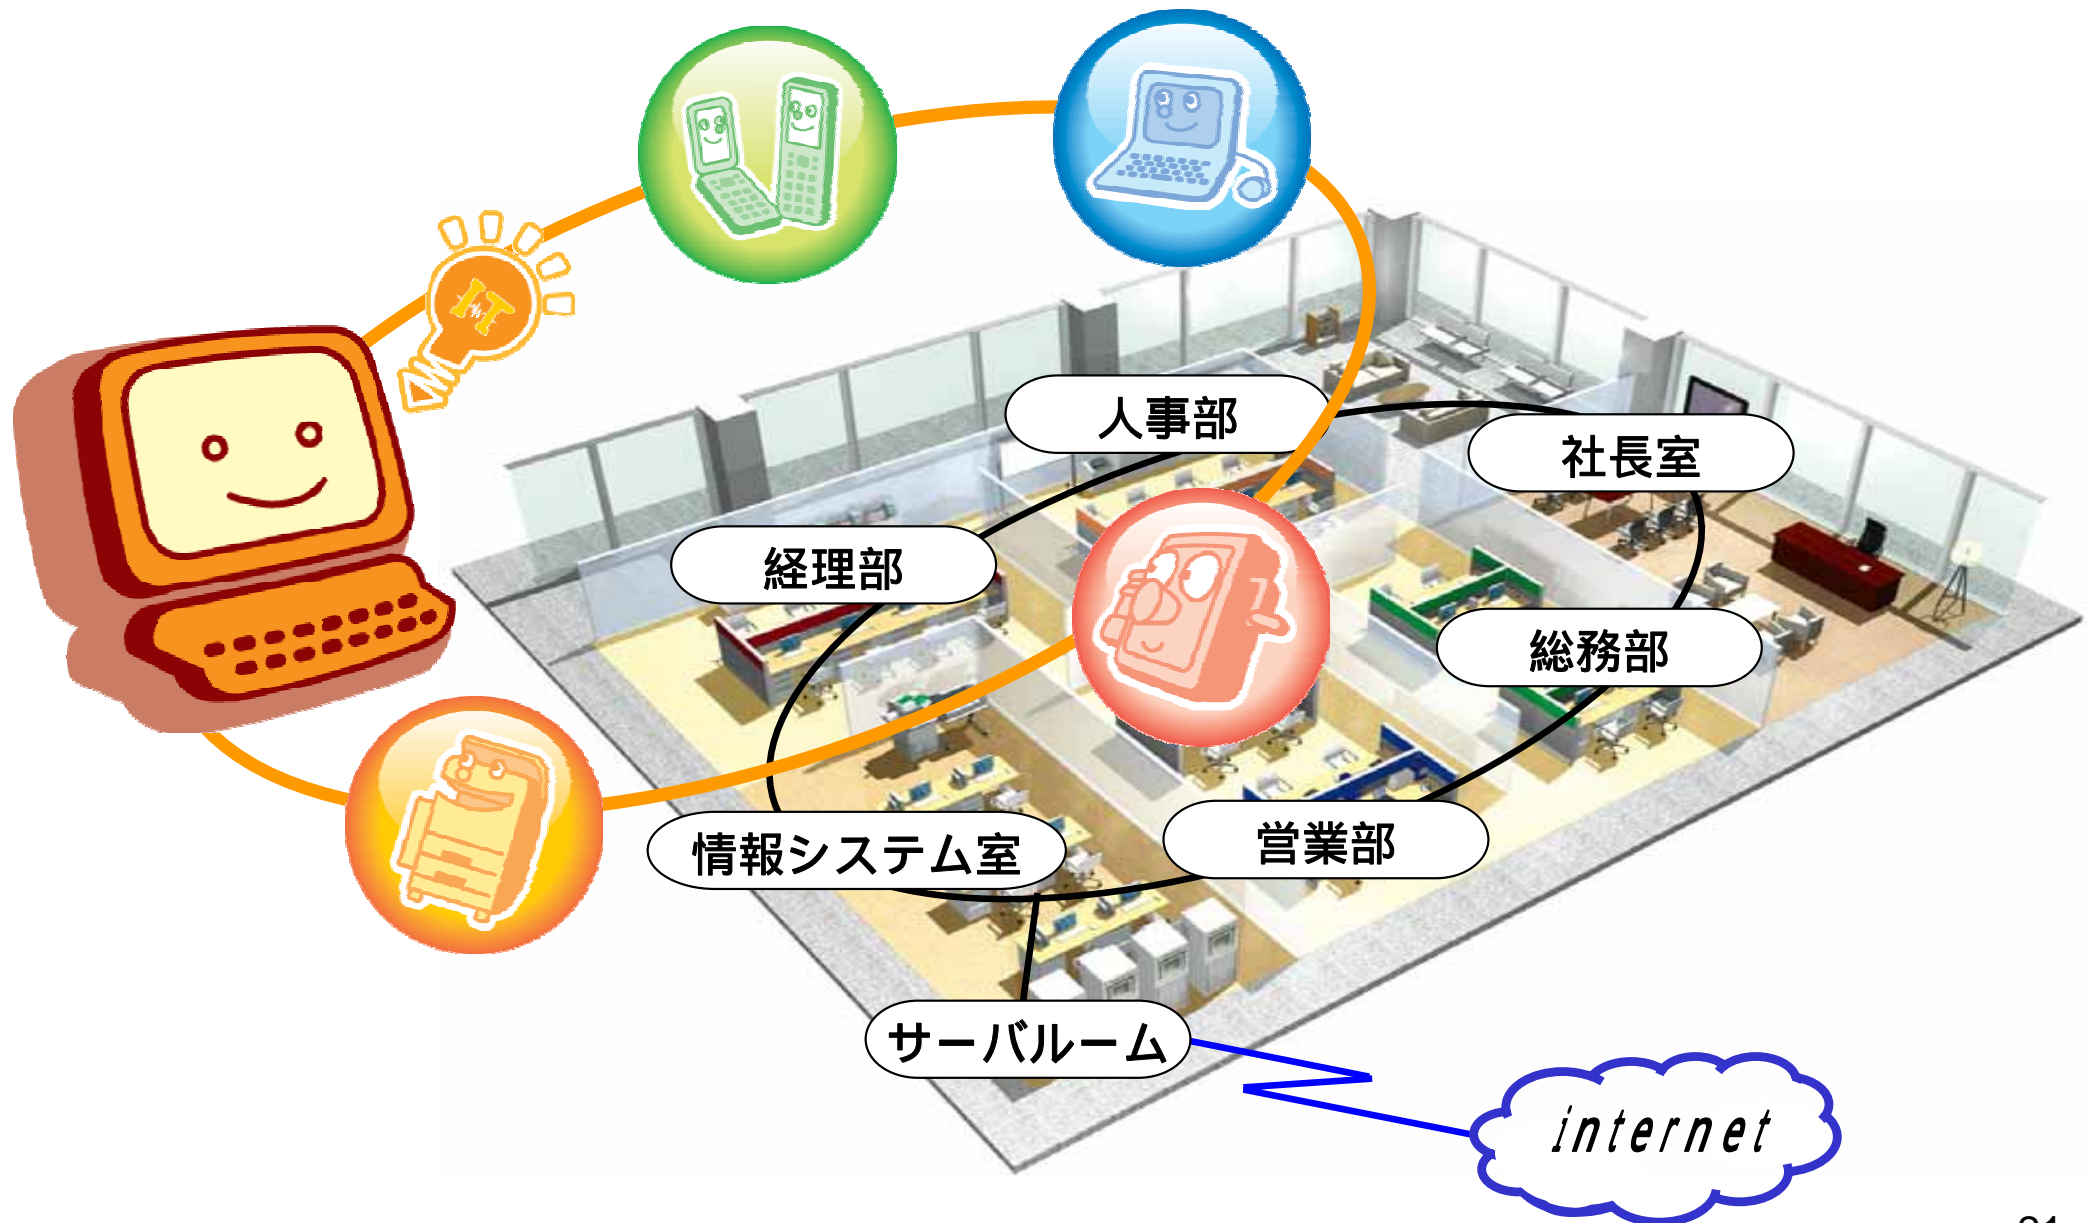 IT
人事部
社長室
経理部
総務部
情報システム室
営業部
サーバルーム
internet